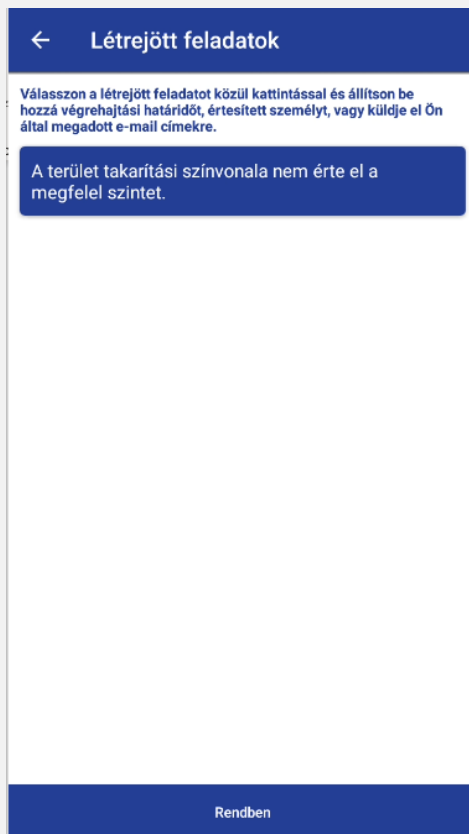 Létrejött feladatok
Válasszon a létrejött feladatot közül kattintással és állítson be
hozzá végrehajtási határidőt, értesített személyt, vagy küldje el Ön
által megadott e-mail címekre.
A terület takarítási színvonala nem érte el a
megfelel szintet.
Rendben